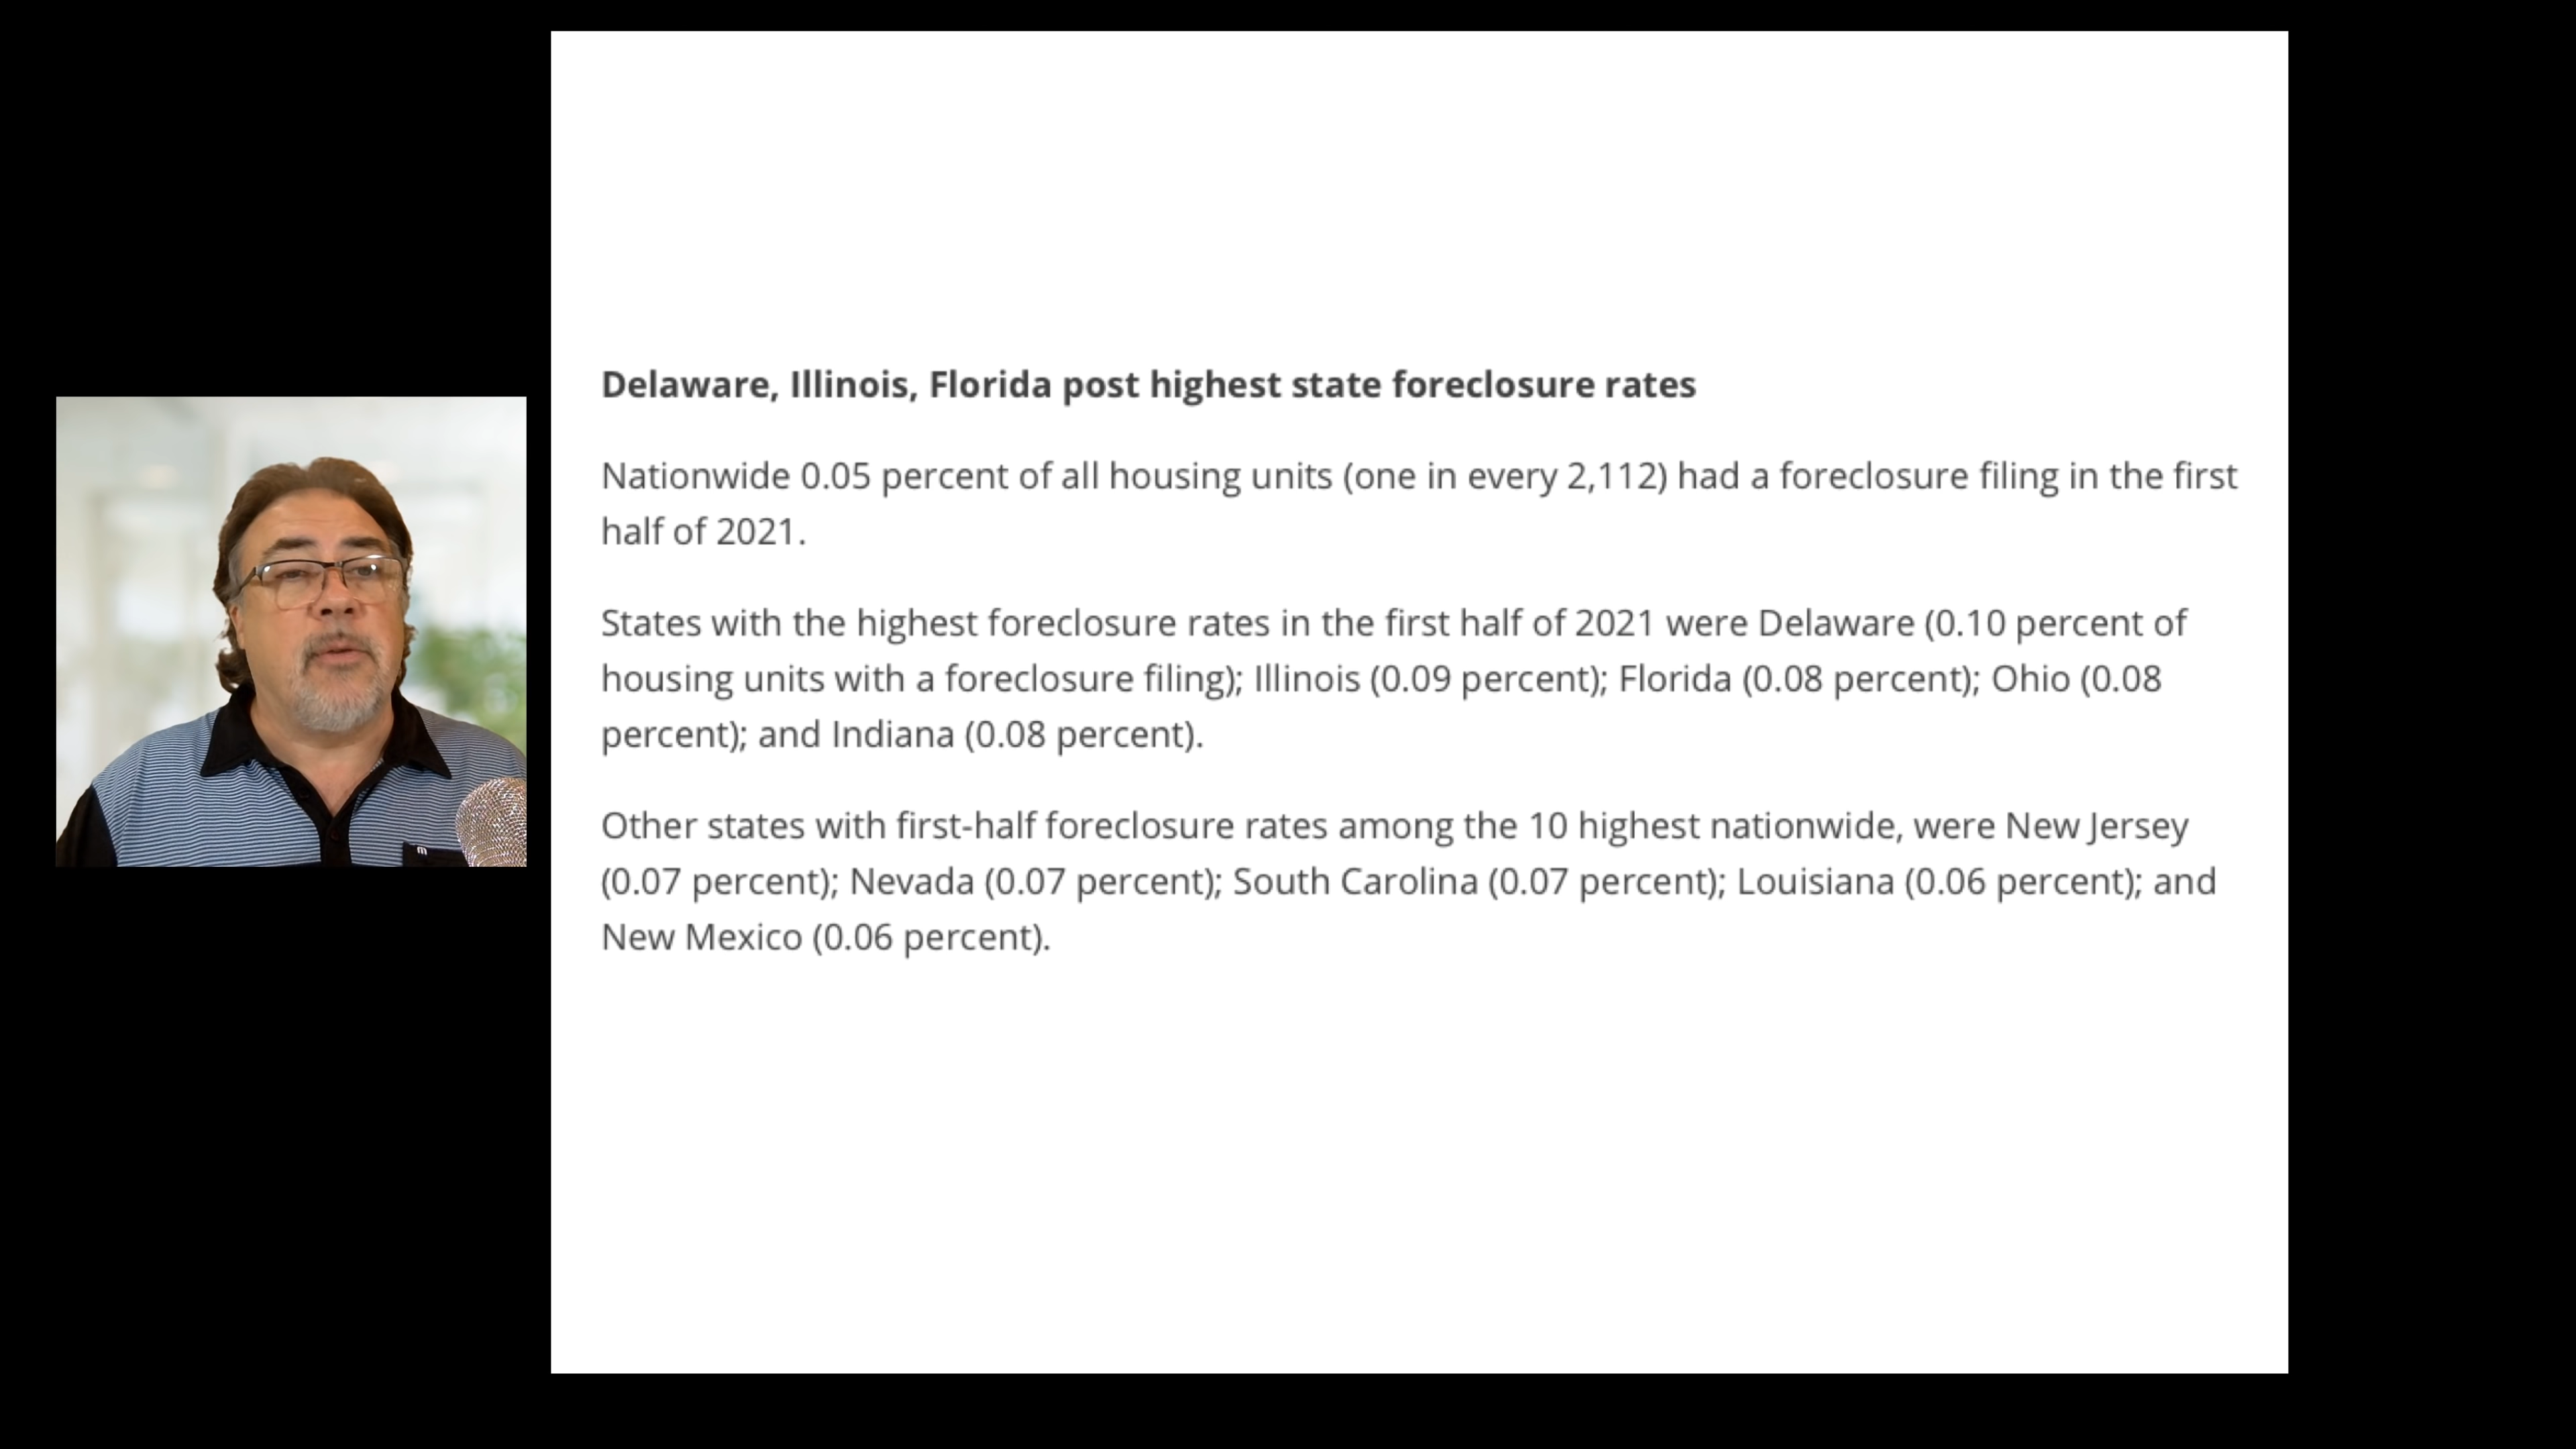 Delaware, Illinois, Florida post highest state foreclosure rates
Nationwide 0.05 percent of all housing units (one in every 2,112) had a foreclosure filing in the first
half of 2021.
States with the highest foreclosure rates in the first half of 2021 were Delaware (0.10 percent of
housing units with a foreclosure filing); Illinois (0.09 percent); Florida (0.08 percent); Ohio (0.08
percent); and Indiana (0.08 percent).
Other states with first-half foreclosure rates among the 10 highest nationwide, were New Jersey
(0.07 percent); Nevada (0.07 percent); South Carolina (0.07 percent); Louisiana (0.06 percent); and
New Mexico (0.06 percent).